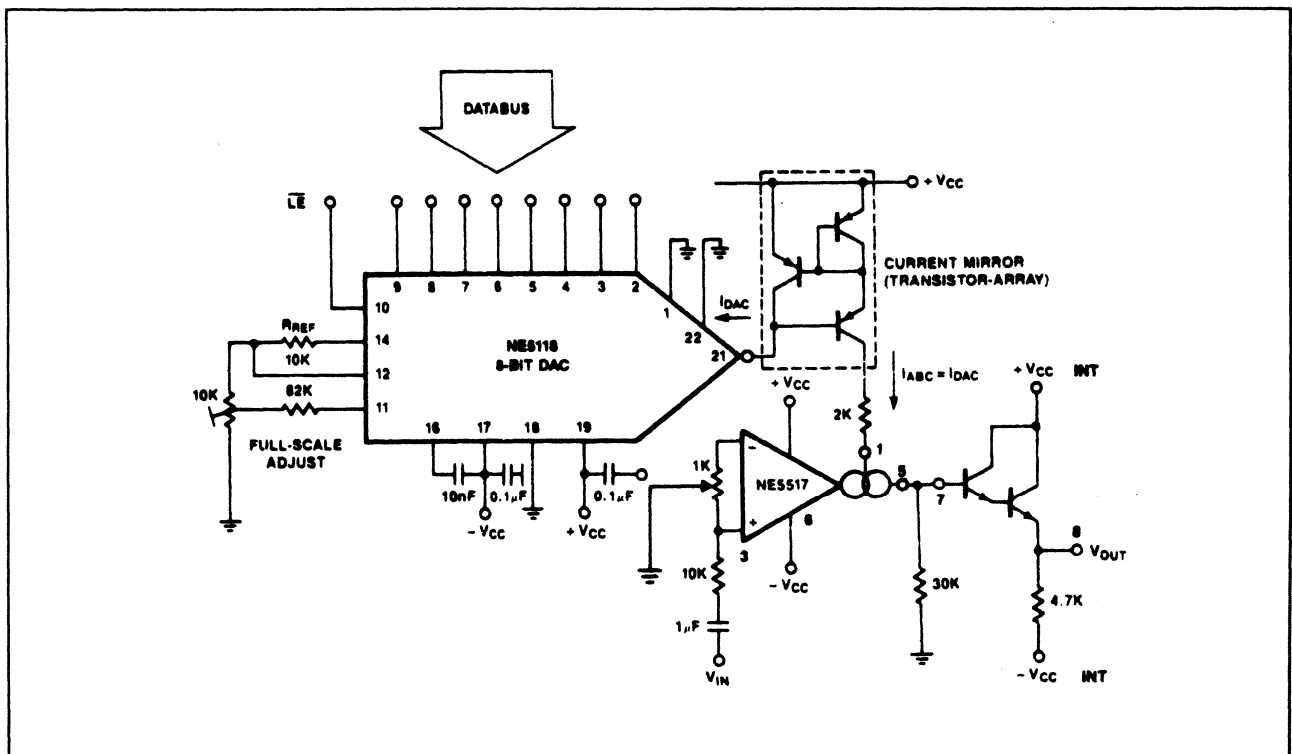 DATABUS
LE
+ VCC
9
8
7
6
5
4
3
2
1
22
10
14
12
11
RREF
10K
10K
82K
FULL-SCALE
ADJUST
NE5118
8-BIT DAC
21
IDAC
CURRENT MIRROR
(TRANSISTOR-ARRAY)
IABC = IDAC
16
17
18
19
10nF
0.1µF
0.1µF
- VCC
+ VCC
+ VCC
2K
1
+ VCC INT
1K
-
NE5517
+
3
6
5
7
8
VOUT
10K
- VCC
30K
4.7K
1µF
VIN
- VCC INT